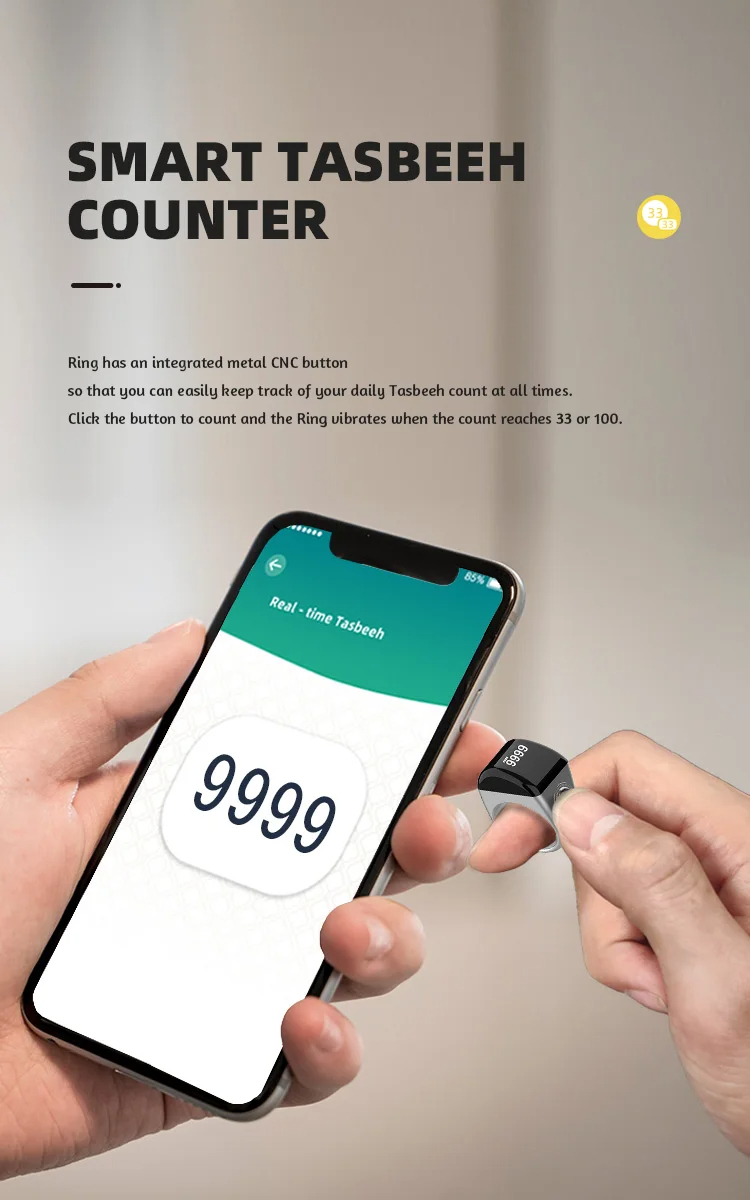 SMART TASBEEH
COUNTER
33
33
Ring has an integrated metal CNC button
so that you can easily keep track of your daily Tasbeeh count at all times.
Click the button to count and the Ring vibrates when the count reaches 33 or 100.
85%
Real - time Tasbeeh
9999
9999